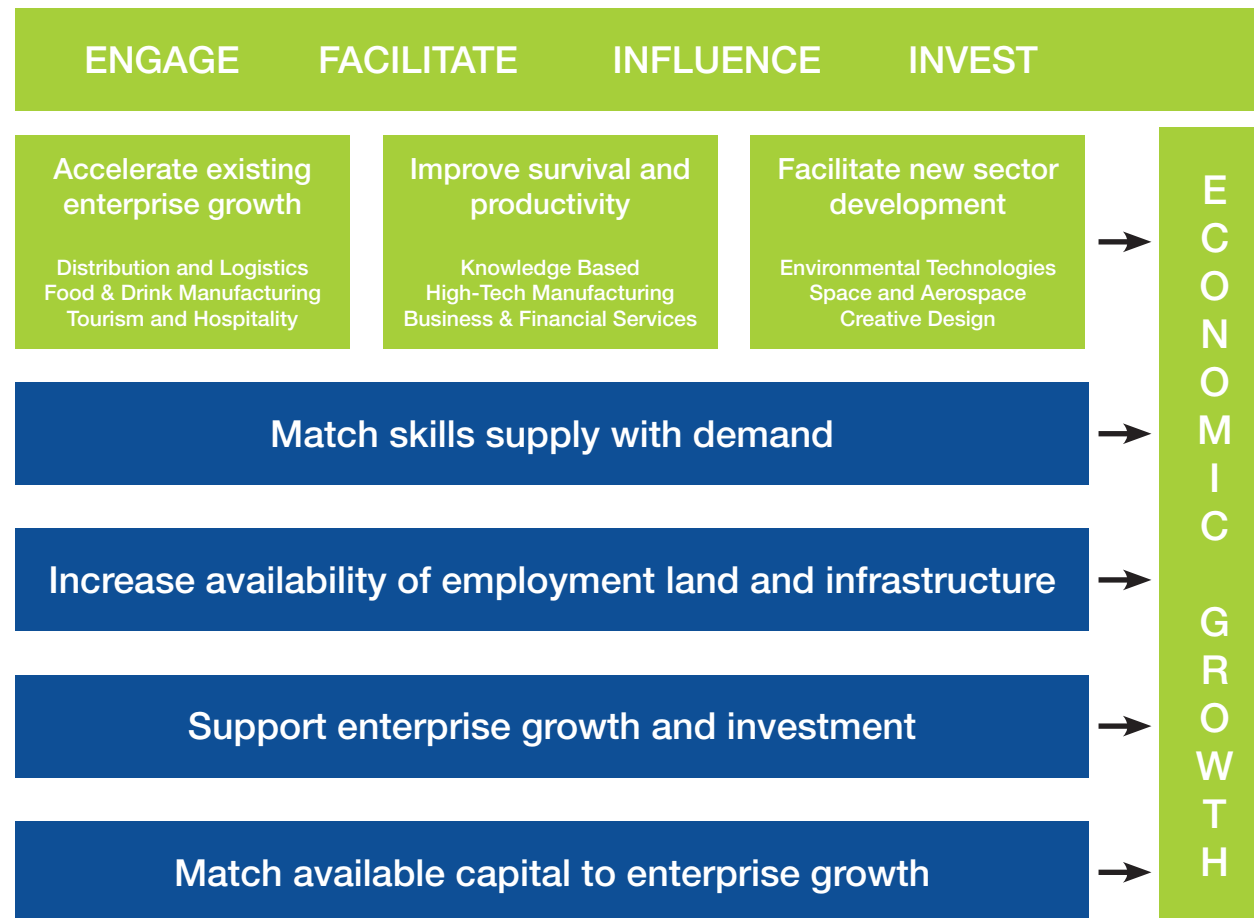 ENGAGE FACILITATE INFLUENCE INVEST
Accelerate existing
enterprise growth
Distribution and Logistics
Food & Drink Manufacturing
Tourism and Hospitality
Improve survival and
productivity
Knowledge Based
High-Tech Manufacturing
Business & Financial Services
Facilitate new sector
development
Environmental Technologies
Space and Aerospace
Creative Design
Match skills supply with demand
Increase availability of employment land and infrastructure
Support enterprise growth and investment
Match available capital to enterprise growth
ECONOMIC GROWTH